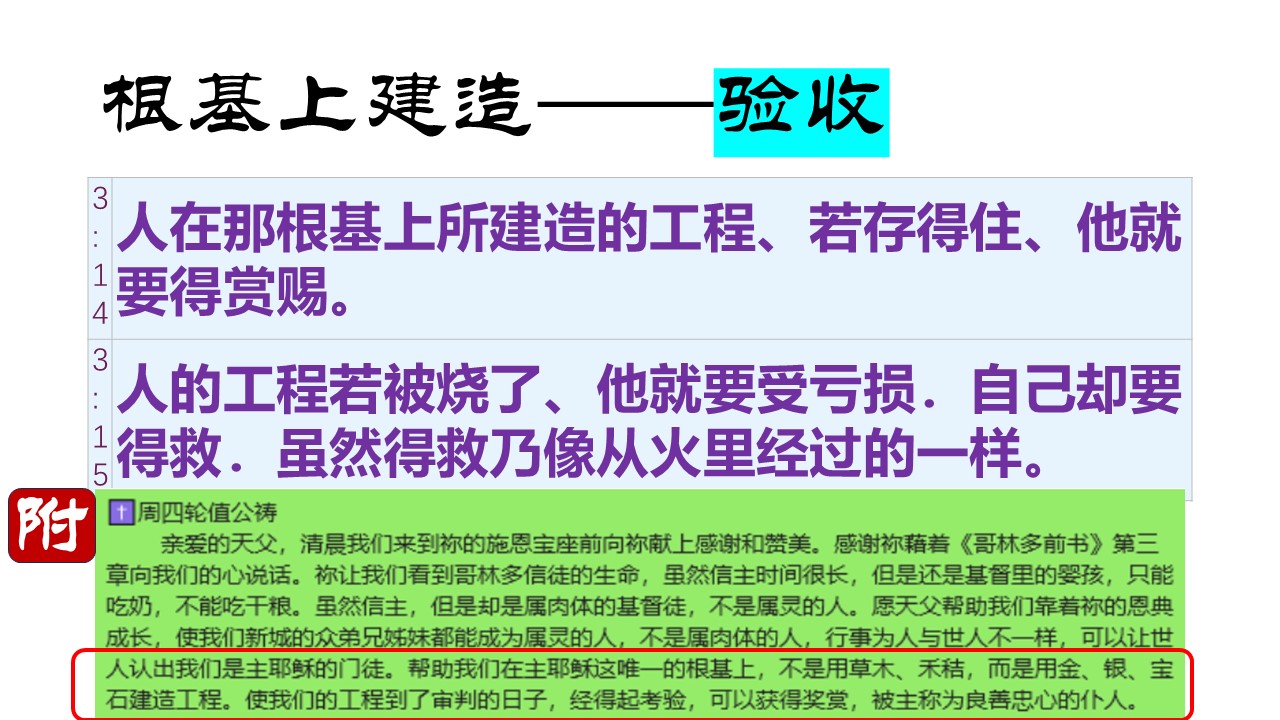 根基上建造——验收
3:14 人在那根基上所建造的工程、若存得住、他就
要得赏赐。
3:15 人的工程若被烧了、他就要受亏损．自己却要
得救．虽然得救乃像从火里经过的一样。
附
✝周四轮值公祷
亲爱的天父，清晨我们来到祢的施恩宝座前向祢献上感谢和赞美。感谢祢藉着《哥林多前书》第三
章向我们的心说话。祢让我们看到哥林多信徒的生命，虽然信主时间很长，但是还是基督里的婴孩，只能
吃奶，不能吃干粮。虽然信主，但是却是属肉体的基督徒，不是属灵的人。愿天父帮助我们靠着祢的恩典
成长，使我们新城的众弟兄姊妹都能成为属灵的人，不是属肉体的人，行事为人与世人不一样，可以让世
人认出我们是主耶稣的门徒。帮助我们在主耶稣这唯一的根基上，不是用草木、禾秸，而是用金、银、宝
石建造工程。使我们的工程到了审判的日子，经得起考验，可以获得奖赏，被主称为良善忠心的仆人。